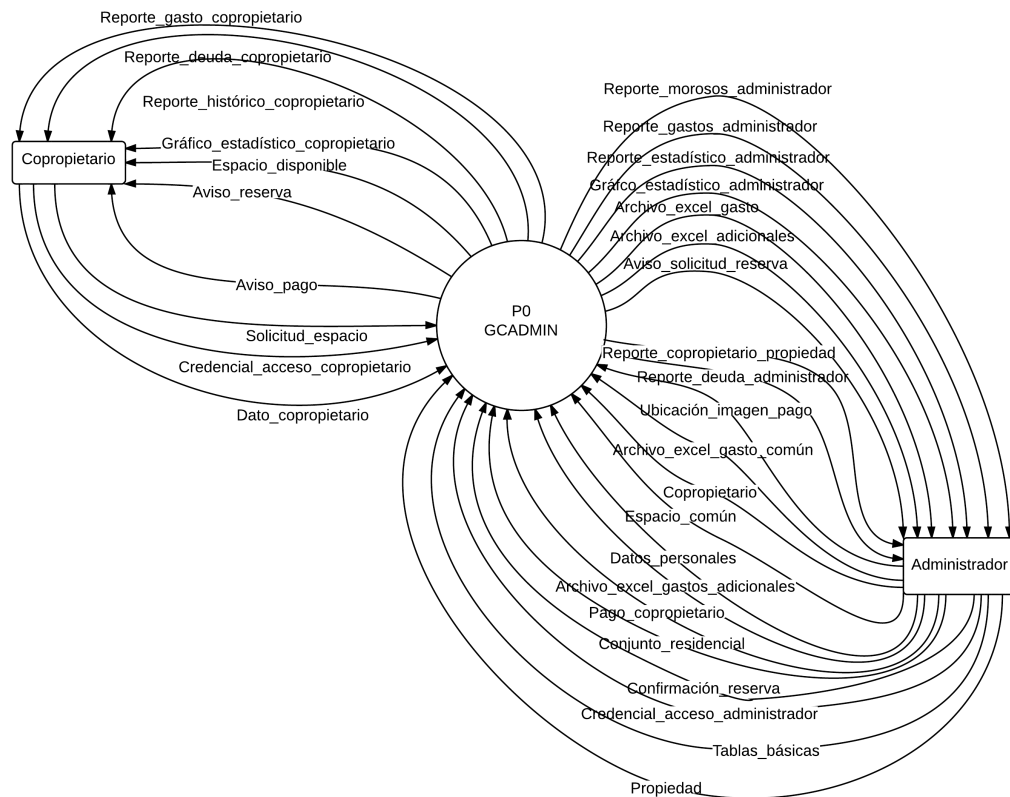 Reporte_gasto_copropietario
Reporte_deuda_copropietario
Reporte_histórico_copropietario
Gráfico_estadístico_copropietario
Copropietario
Espacio_disponible
Aviso_reserva
Aviso_pago
Solicitud_espacio
Credencial_acceso_copropietario
Dato_copropietario
P0
GCADMIN
Reporte_morosos_administrador
Reporte_gastos_administrador
Reporte_estadístico_administrador
Gráfco_estadístico_administrador
Archivo_excel_gasto
Archivo_excel_adicionales
Aviso_solicitud_reserva
Reporte_copropietario_propiedad
Reporte_deuda_administrador
Ubicación_imagen_pago
Archivo_excel_gasto_común
Copropietario
Espacio_común
Datos_personales
Administrador
Archivo_excel_gastos_adicionales
Pago_copropietario
Conjunto_residencial
Confirmación_reserva
Credencial_acceso_administrador
Tablas_básicas
Propiedad